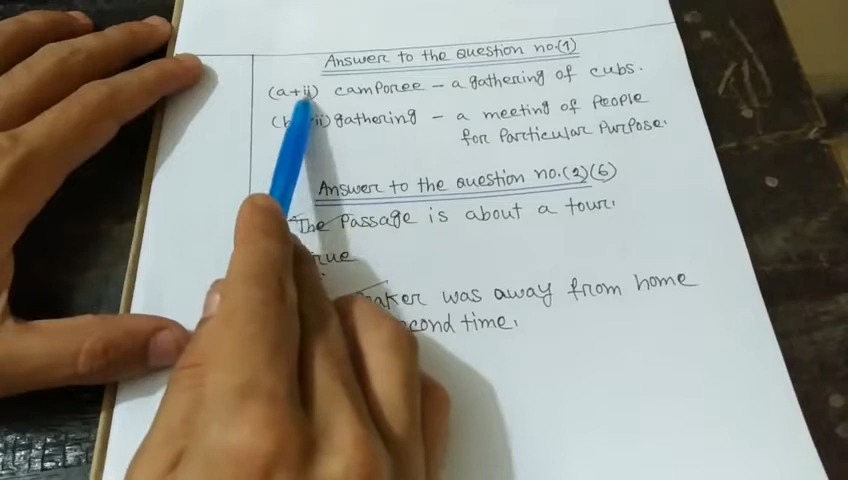 Answer to the Question no.(1)
(a+ii) camporee - a gathering of cubs.
gathering - a meeting of People
for Particular Purpose.
Answer to the question no.(2)(6)
The Passage is about a tour.
was away from home
time.